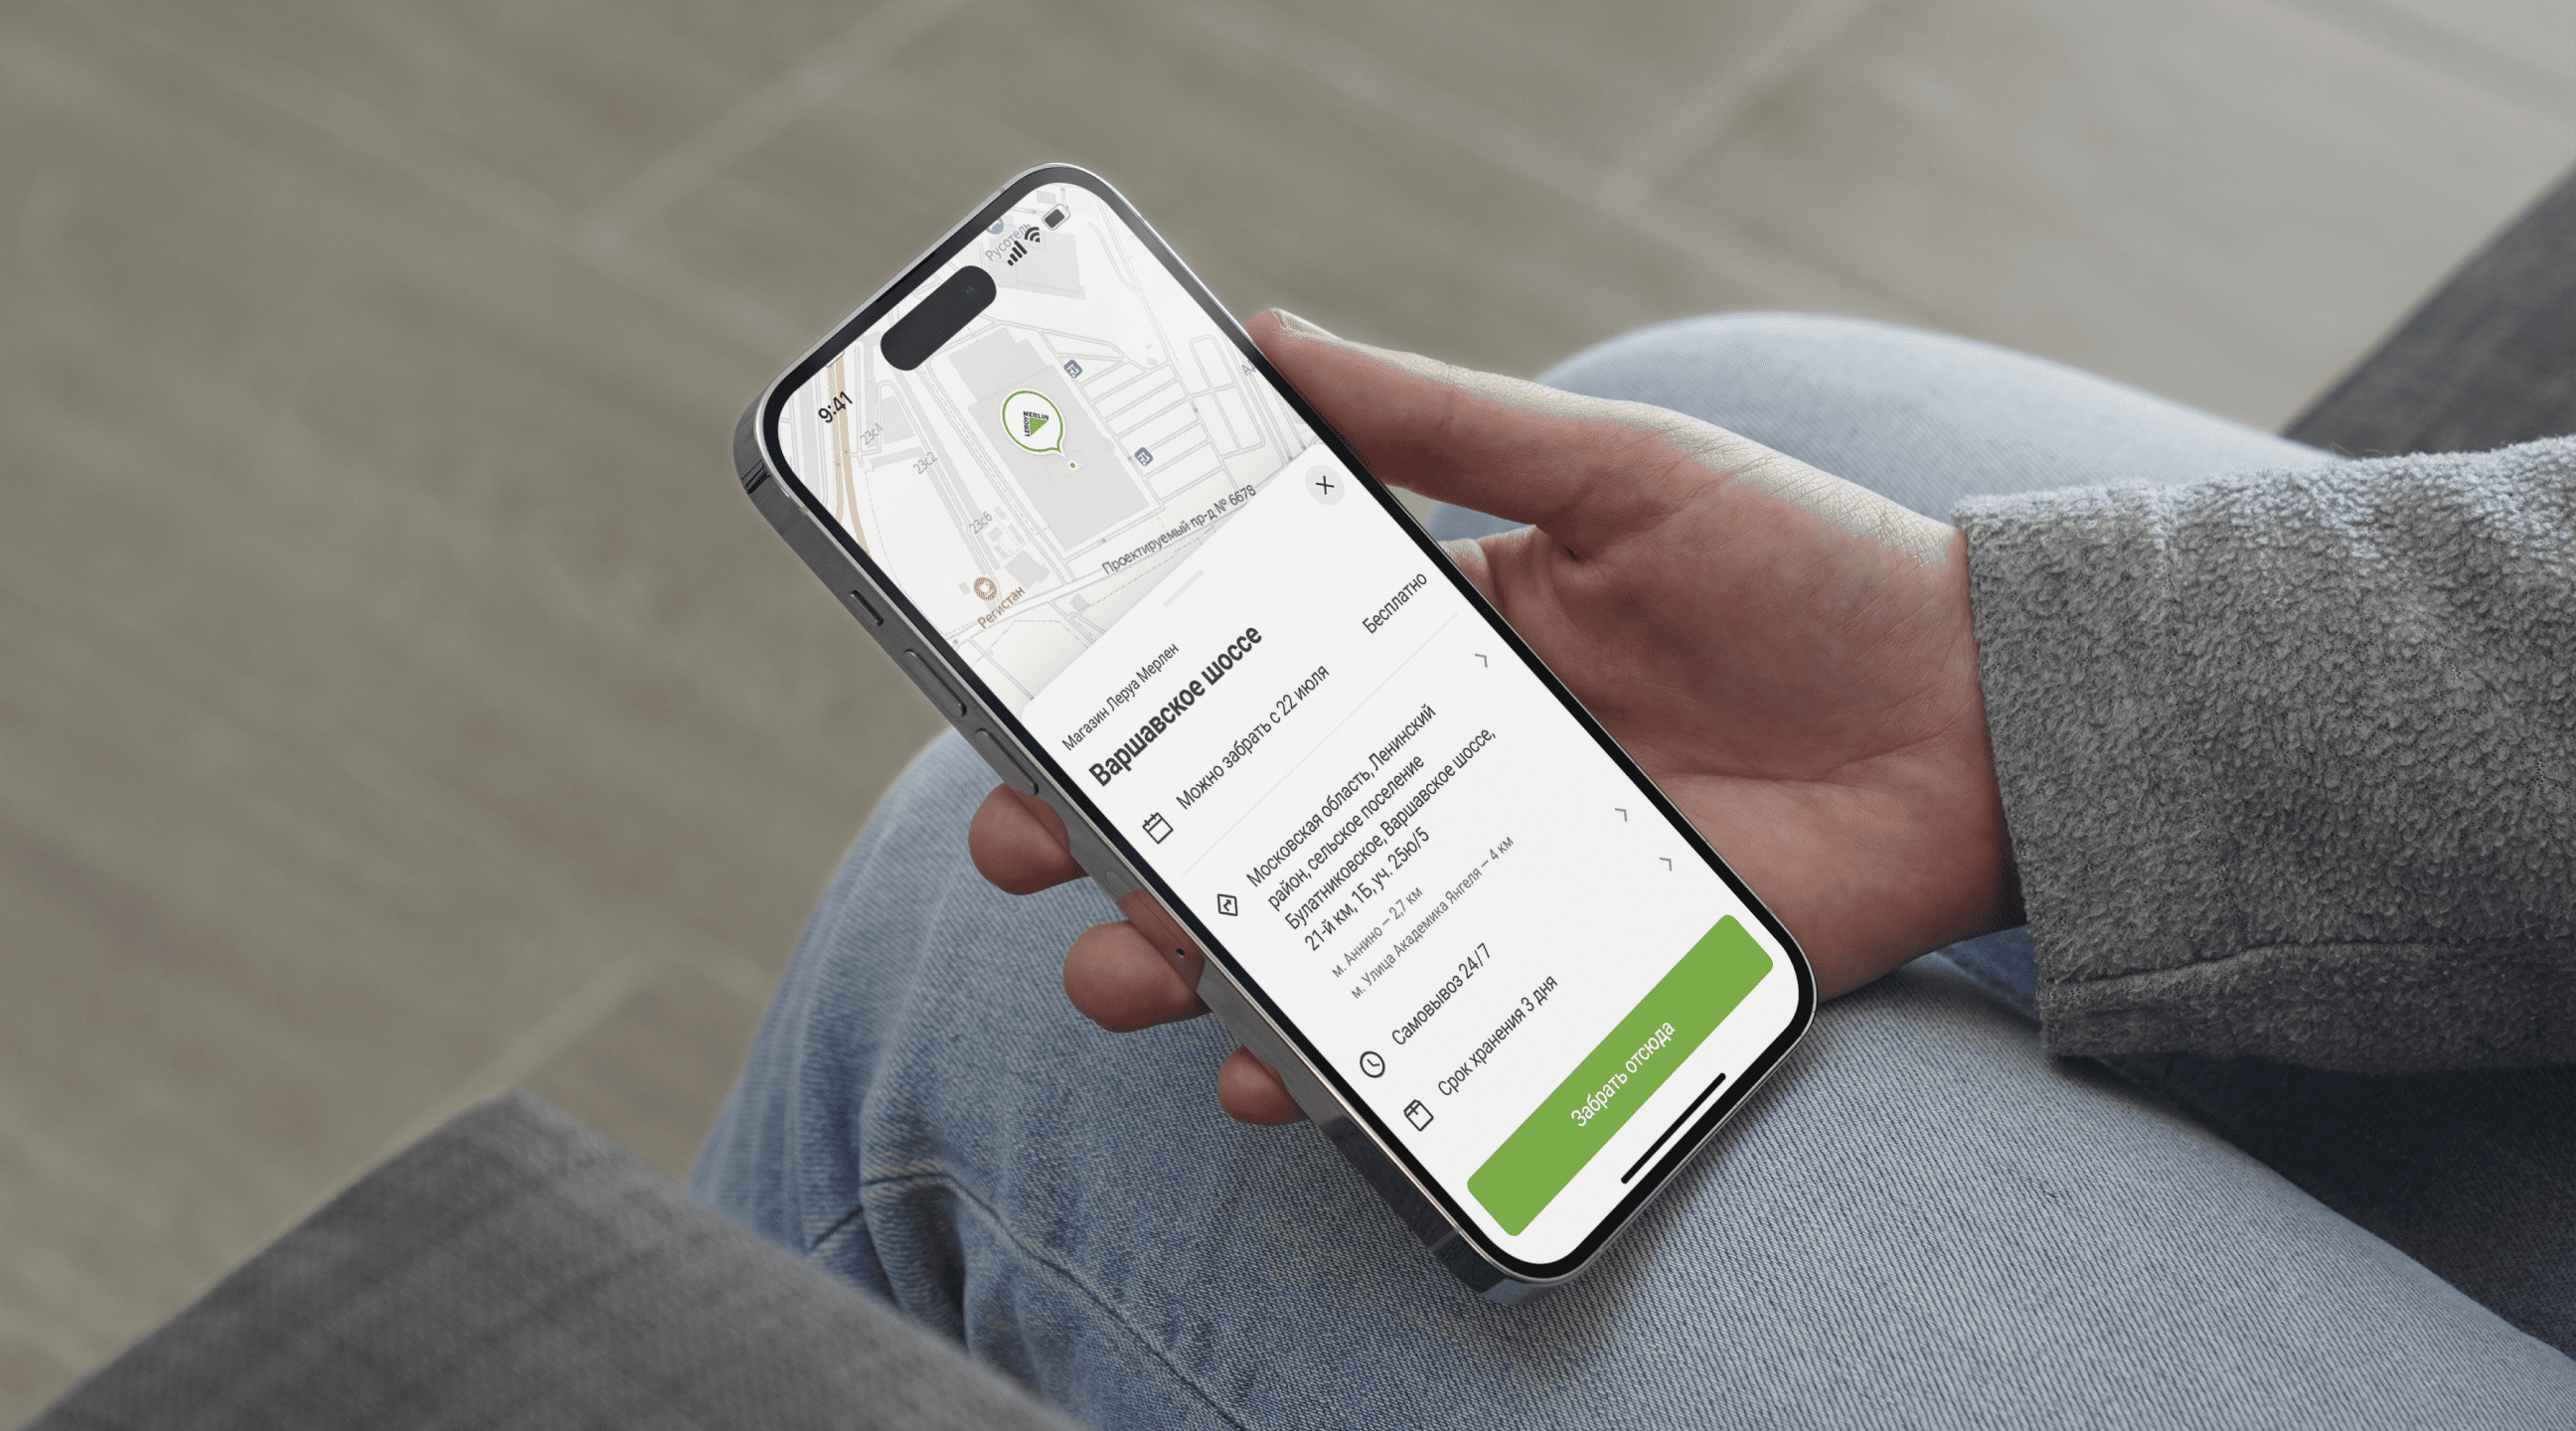 9:41
Русотель
23с4
23с2
23с6
LEROY
MERLIN
Проектируемый пр-д № 6678
Регистан
Магазин Леруа Мерлен
Варшавское шоссе
Можно забрать с 22 июля
Бесплатно
Московская область, Ленинский
район, сельское поселение
Булатниковское, Варшавское шоссе,
21-й км, 1Б, уч. 25ю/5
м. Аннино – 2,7 км
м. Улица Академика Янгеля – 4 км
Самовывоз 24/7
Срок хранения 3 дня
Забрать отсюда